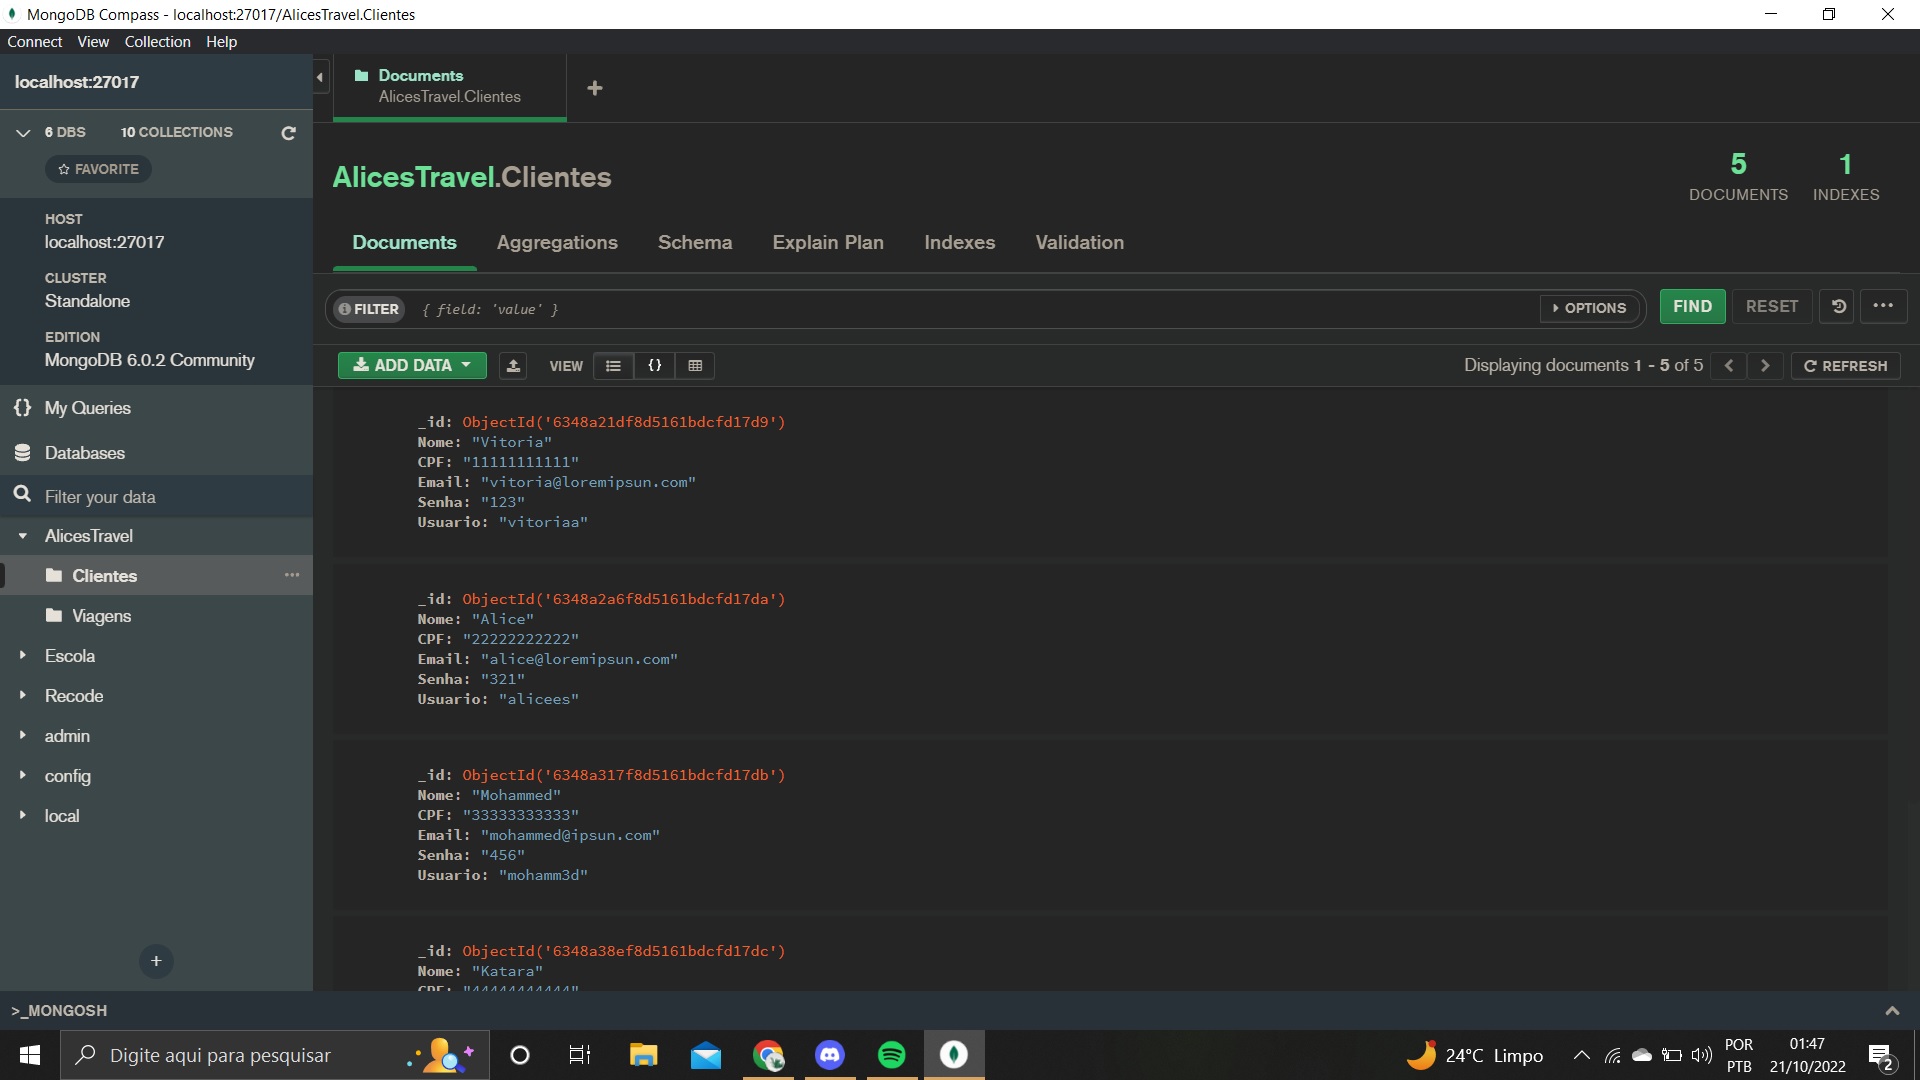 MongoDB Compass - localhost:27017/AlicesTravel.Clientes
Connect View Collection Help
localhost:27017
6 DBS 10 COLLECTIONS
FAVORITE
HOST
localhost:27017
CLUSTER
Standalone
EDITION
MongoDB 6.0.2 Community
{} My Queries
Databases
Filter your data
AlicesTravel
Clientes
Viagens
Escola
Recode
admin
config
local
+
Documents
AlicesTravel.Clientes
+
AlicesTravel.Clientes
5
DOCUMENTS
1
INDEXES
Documents Aggregations Schema Explain Plan Indexes Validation
FILTER { field: 'value' } OPTIONS FIND RESET
ADD DATA VIEW {} Displaying documents 1 - 5 of 5 REFRESH
_id: ObjectId('6348a21df8d5161bdcfd17d9')
Nome: "Vitoria"
CPF: "11111111111"
Email: "vitoria@loremipsun.com"
Senha: "123"
Usuario: "vitoriaa"
_id: ObjectId('6348a2a6f8d5161bdcfd17da')
Nome: "Alice"
CPF: "22222222222"
Email: "alice@loremipsun.com"
Senha: "321"
Usuario: "alicees"
_id: ObjectId('6348a317f8d5161bdcfd17db')
Nome: "Mohammed"
CPF: "33333333333"
Email: "mohammed@ipsun.com"
Senha: "456"
Usuario: "mohamm3d"
_id: ObjectId('6348a38ef8d5161bdcfd17dc')
Nome: "Katara"
CPF: "44444444444"
>_MONGOSH
Digite aqui para pesquisar
24°C Limpo
POR
PTB
01:47
21/10/2022
2